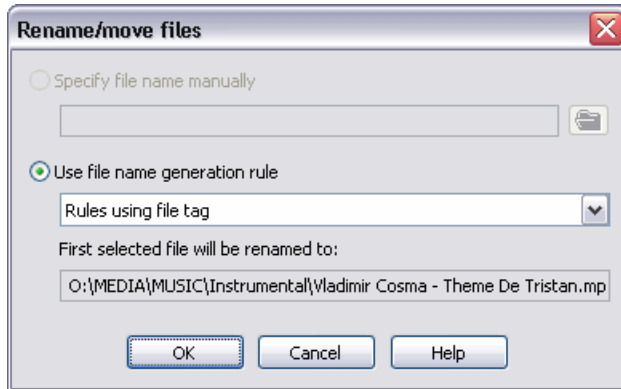 Rename/move files
Specify file name manually
Use file name generation rule
Rules using file tag
First selected file will be renamed to:
O:\MEDIA\MUSIC\Instrumental\Vladimir Cosma - Theme De Tristan.mp
OK Cancel Help